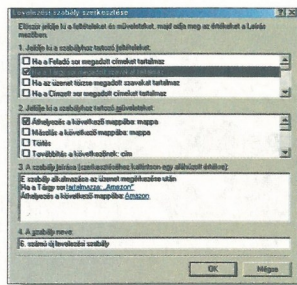 Levelezési szabály szerkesztése
Először jelölje ki a feltételeket és műveleteket, majd adja meg az értékeket a Leírás
mezőben.
1. Jelölje ki a szabályhoz tartozó feltételeket:
Ha a Feladó sor megadott címeket tartalmaz
Ha a Tárgy sor megadott szavakat tartalmaz
Ha az üzenet törzse megadott szavakat tartalmaz
Ha a Címzett sor megadott címeket tartalmaz
2. Jelölje ki a szabályhoz tartozó műveleteket:
Áthelyezés a következő mappába: mappa
Másolás a következő mappába: mappa
Törlés
Továbbítás a következőnek: cím
3. A szabály leírása (szerkesztéséhez kattintson egy aláhúzott értékre):
E szabály alkalmazása az üzenet megérkezése után
Ha a Tárgy sor tartalmazza: „Amazon”
Áthelyezés a következő mappába: Amazon
4. A szabály neve:
6. számú új levelezési szabály
OK
Mégse